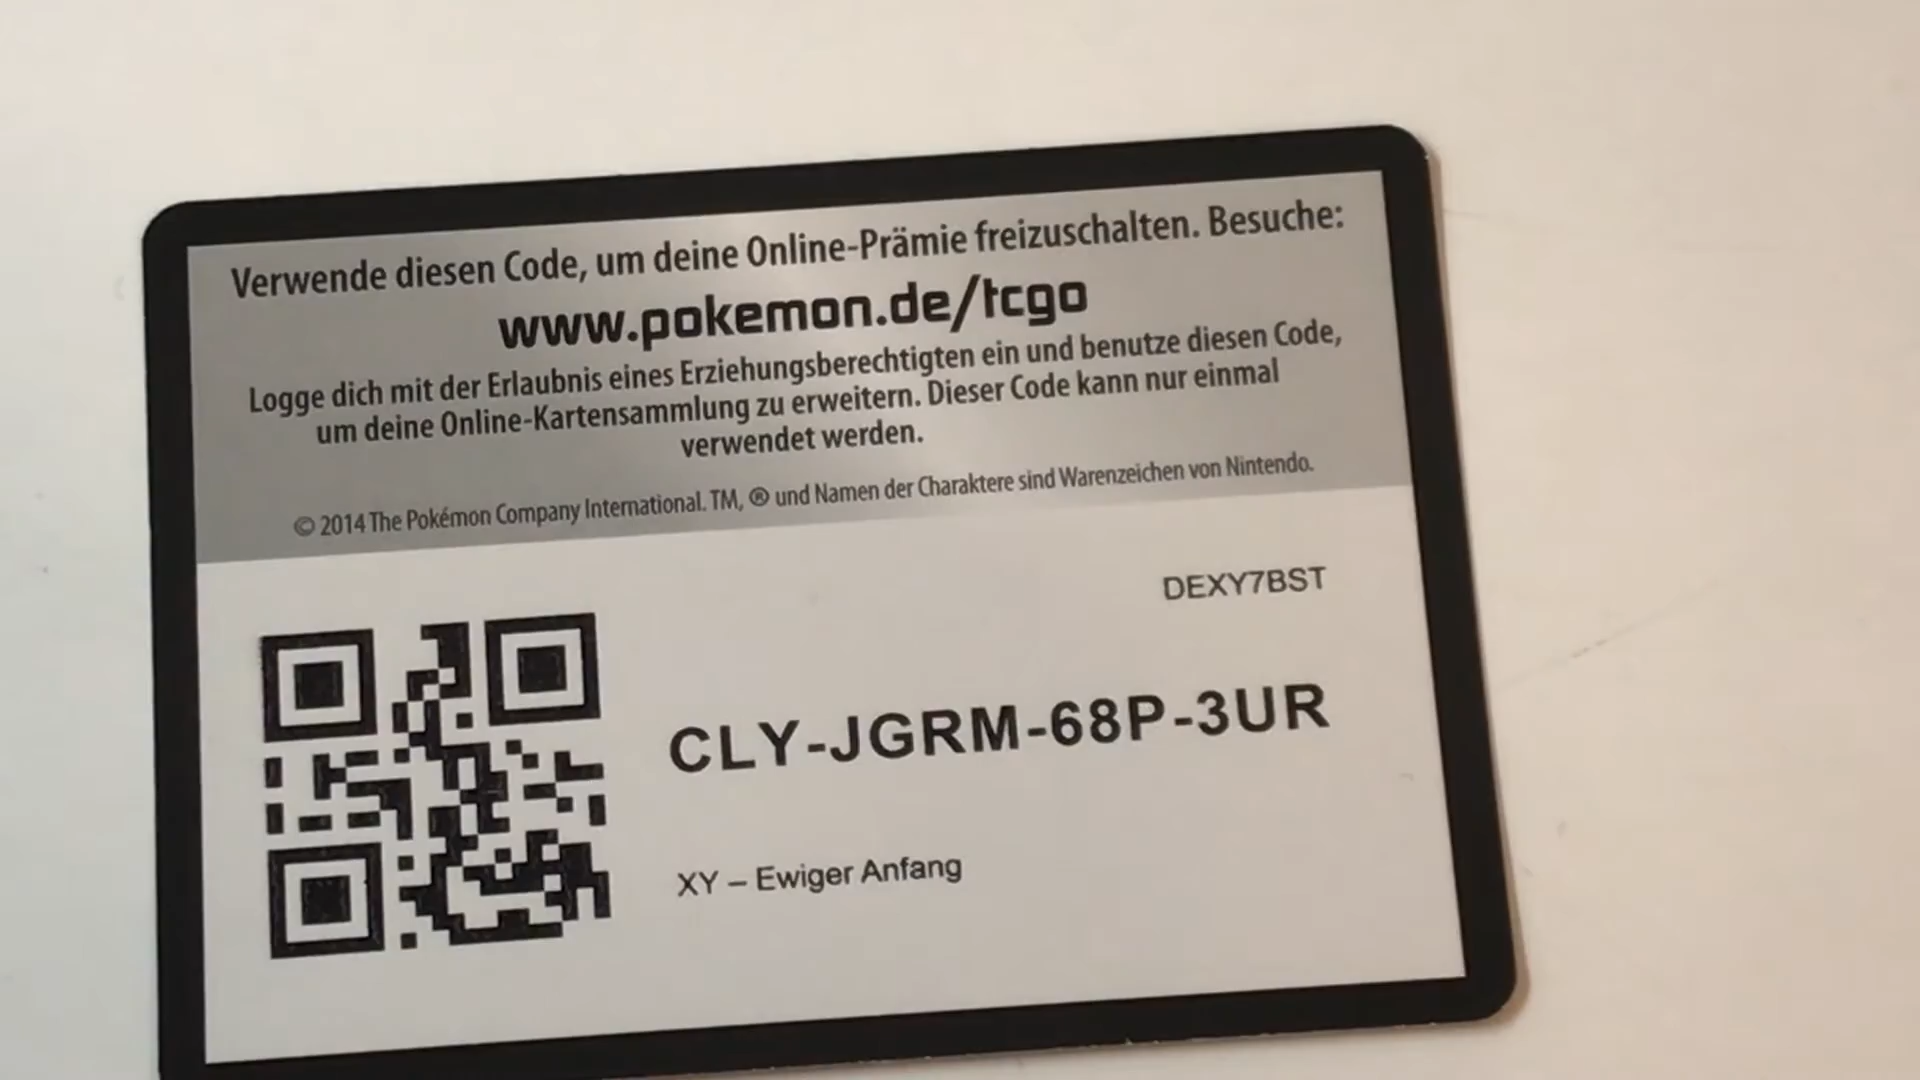 Verwende diesen Code, um deine Online-Prämie freizuschalten. Besuche:
www.pokemon.de/tcgo
Logge dich mit der Erlaubnis eines Erziehungsberechtigten ein und benutze diesen Code,
um deine Online-Kartensammlung zu erweitern. Dieser Code kann nur einmal
verwendet werden.
© 2014 The Pokémon Company International. TM, ® und Namen der Charaktere sind Warenzeichen von Nintendo.
DEXY7BST
CLY-JGRM-68P-3UR
XY – Ewiger Anfang